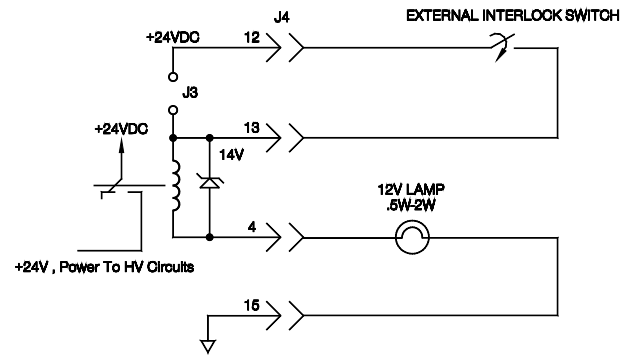 J4
EXTERNAL INTERLOCK SWITCH
+24VDC
12
J3
+24VDC
13
14V
12V LAMP
.5W-2W
4
+24V , Power To HV Circuits
15